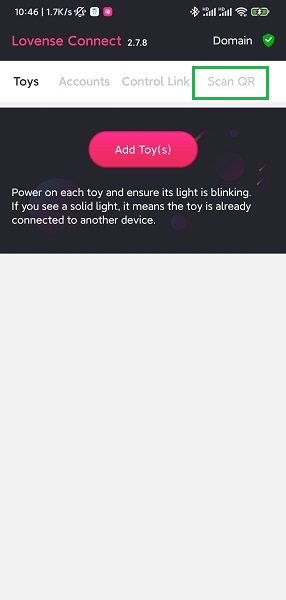 10:46 | 1.7K/s
Lovense Connect 2.7.8 Domain
Toys Accounts Control Link Scan QR
Add Toy(s)
Power on each toy and ensure its light is blinking.
If you see a solid light, it means the toy is already
connected to another device.